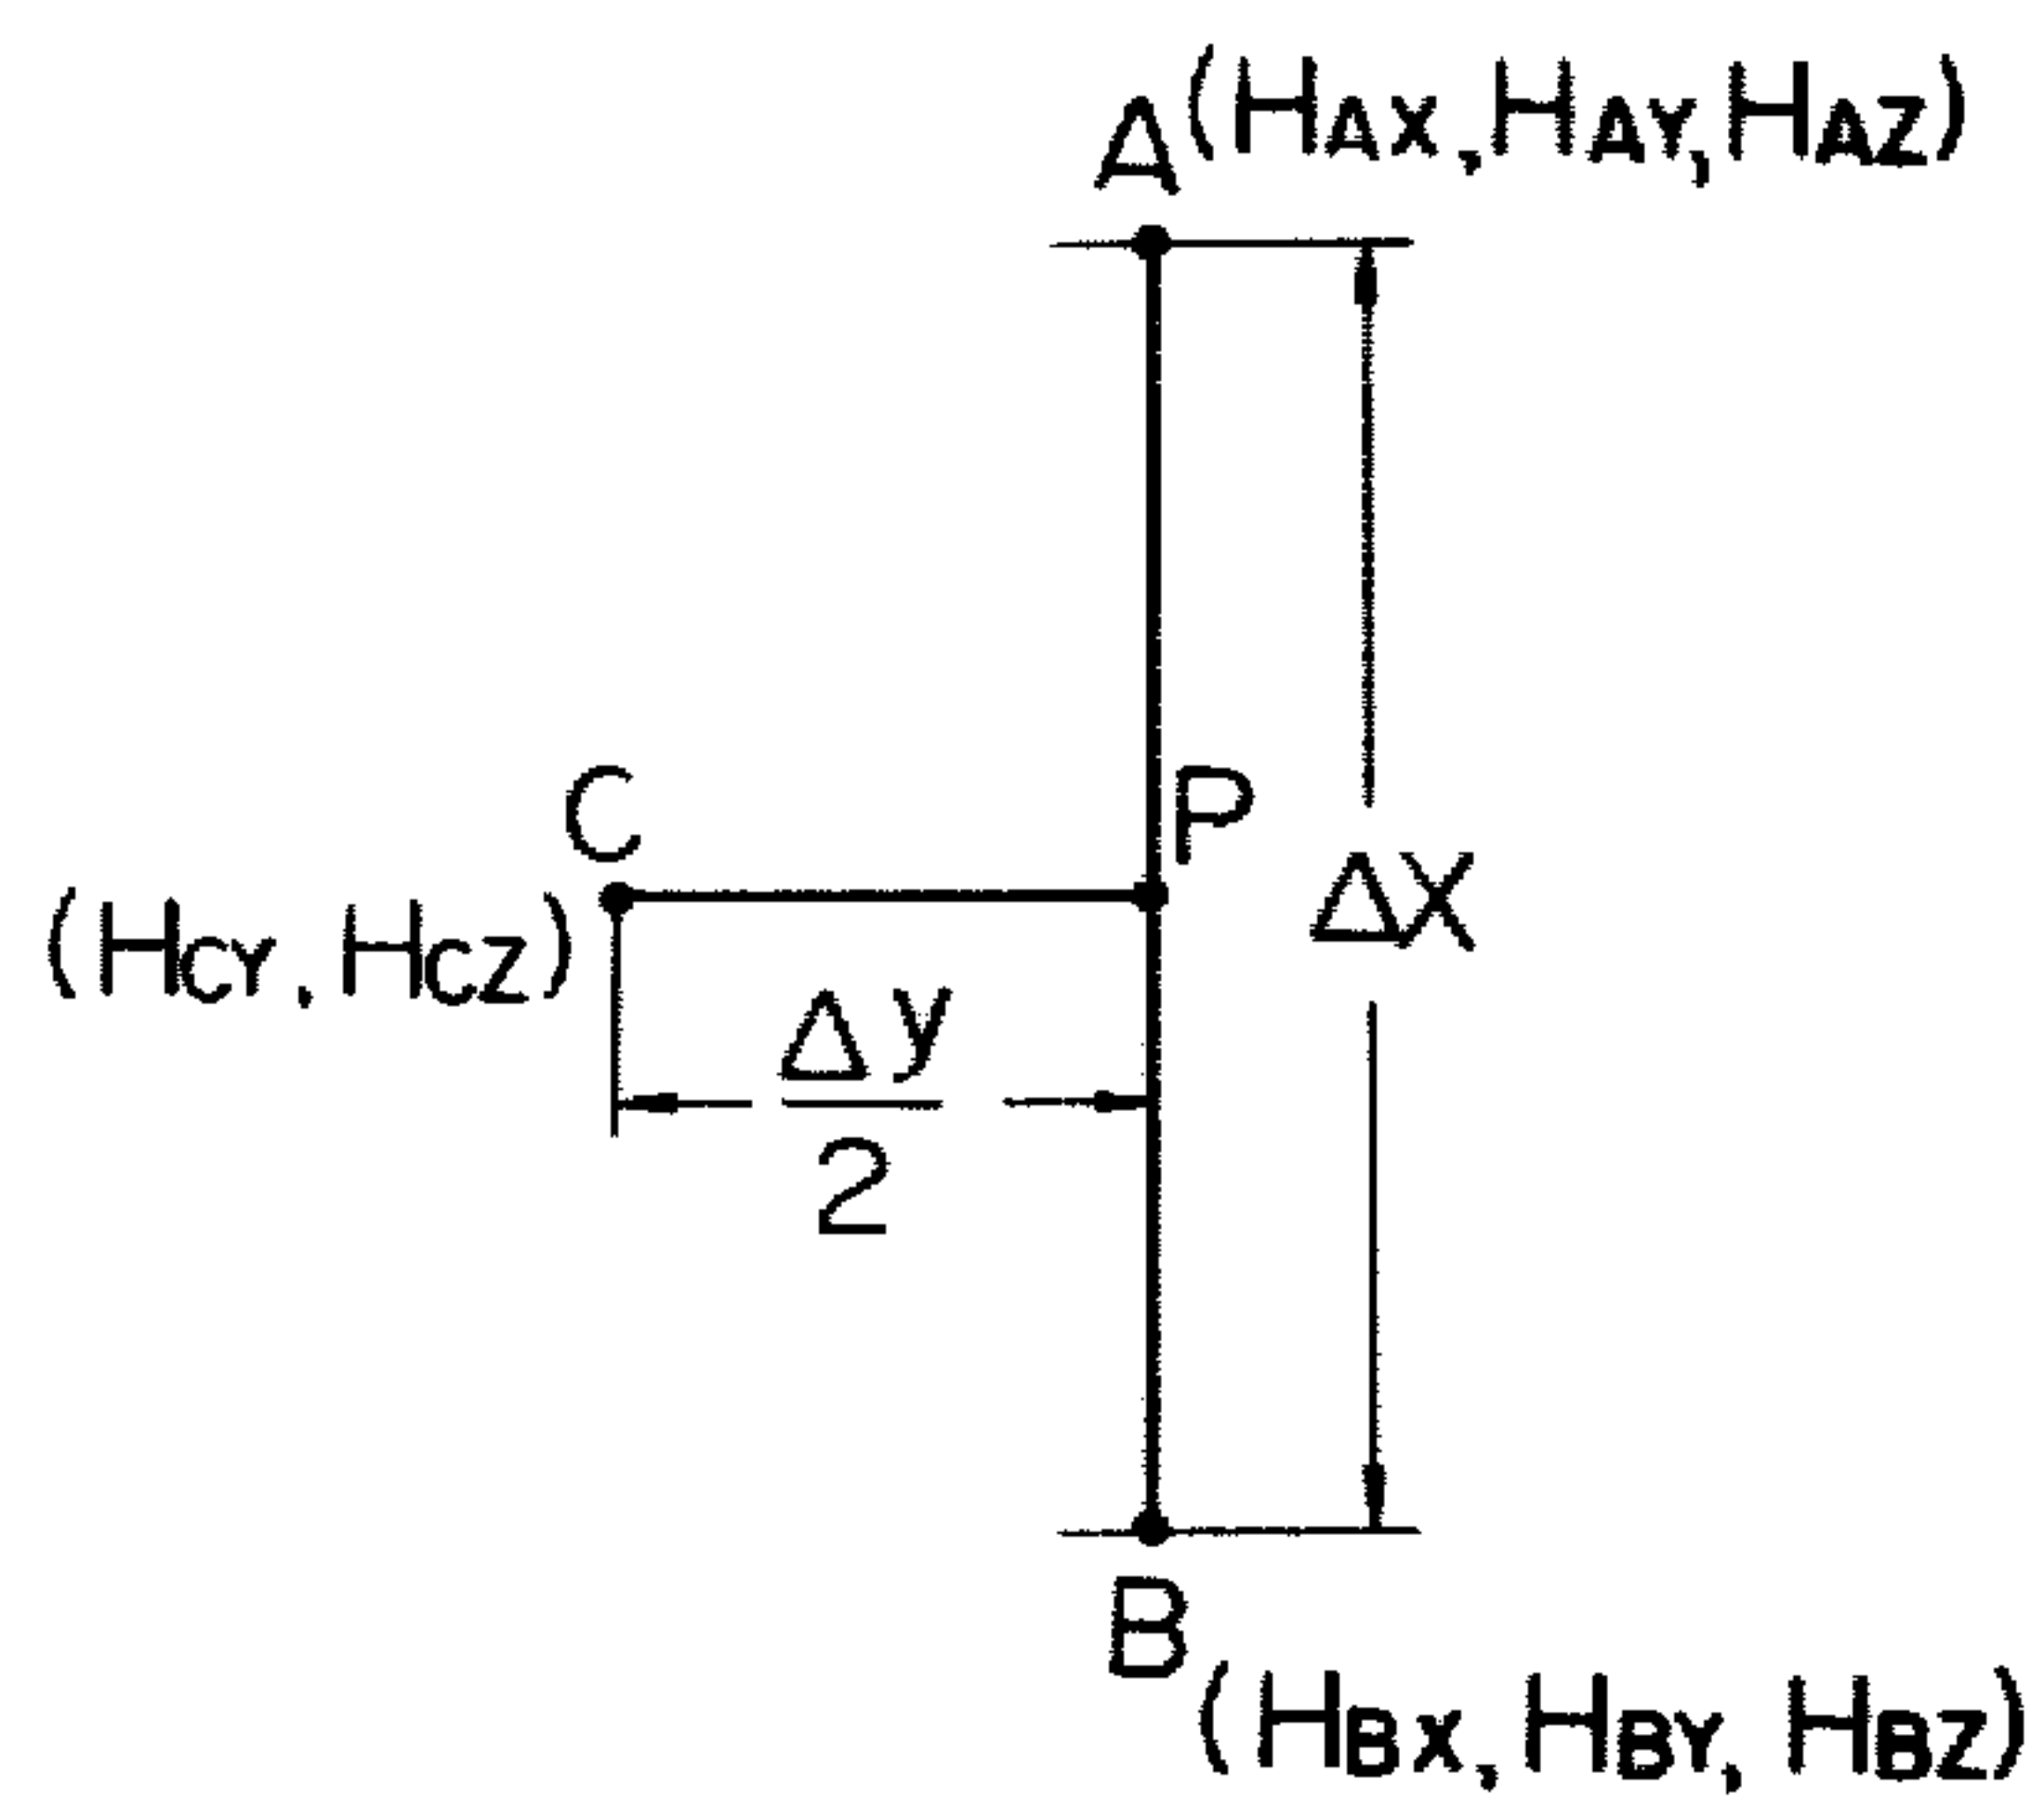 A(HAX,HAY,HAZ)
C
P
(HCY, HCZ)
ΔX
Δy
2
B(HBX, HBY, HBZ)